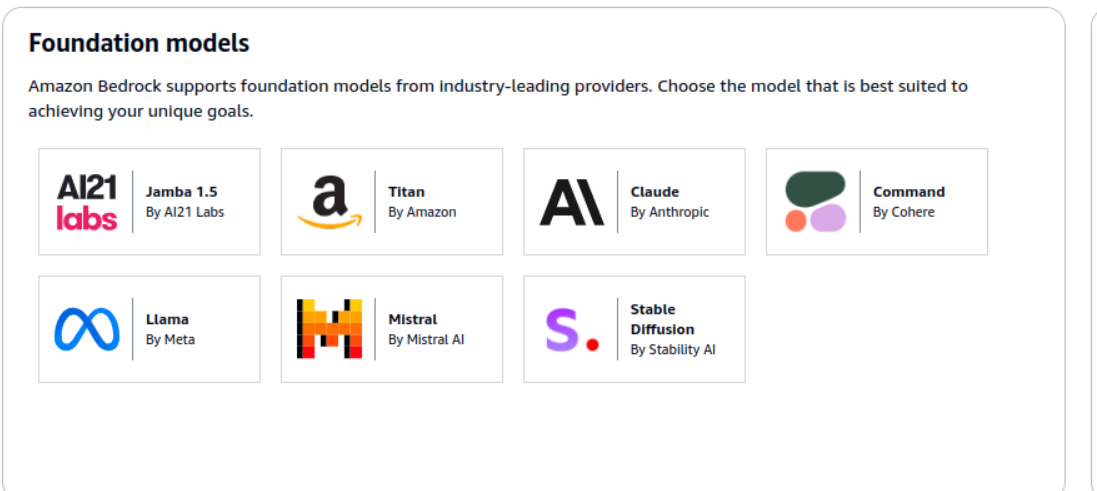 Foundation models
Amazon Bedrock supports foundation models from industry-leading providers. Choose the model that is best suited to
achieving your unique goals.
AI21
labs
Jamba 1.5
By AI21 Labs
a
Titan
By Amazon
A\
Claude
By Anthropic
Command
By Cohere
Llama
By Meta
Mistral
By Mistral AI
S.
Stable
Diffusion
By Stability AI